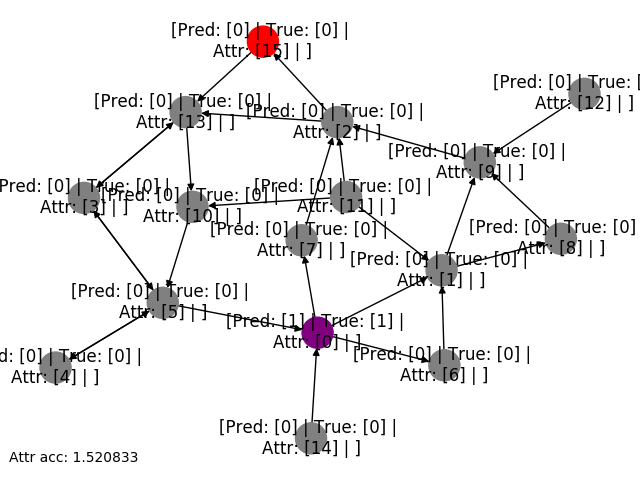 [Pred: [0] | True: [0] |
Attr: [15] | ]
[Pred: [0] | True: [
Attr: [12] | ]
[Pred: [0] | True: [0] |
Attr: [13] | ]
[Pred: [0] | True: [0] |
Attr: [2] | ]
[Pred: [0] | True: [0] |
Attr: [9] | ]
Pred: [0] | True: [0] |
Attr: [3] | ]
[Pred: [0] | True: [0] |
Attr: [10] | ]
[Pred: [0] | True: [0] |
Attr: [11] | ]
[Pred: [0] | True: [0] |
Attr: [7] | ]
[Pred: [0] | True: [0]
Attr: [8] | ]
[Pred: [0] | True: [0] |
Attr: [1] | ]
[Pred: [0] | True: [0] |
Attr: [5] | ]
[Pred: [1] | True: [1] |
Attr: [0] | ]
d: [0] | True: [0] |
Attr: [4] | ]
[Pred: [0] | True: [0] |
Attr: [6] | ]
[Pred: [0] | True: [0] |
Attr: [14] | ]
Attr acc: 1.520833